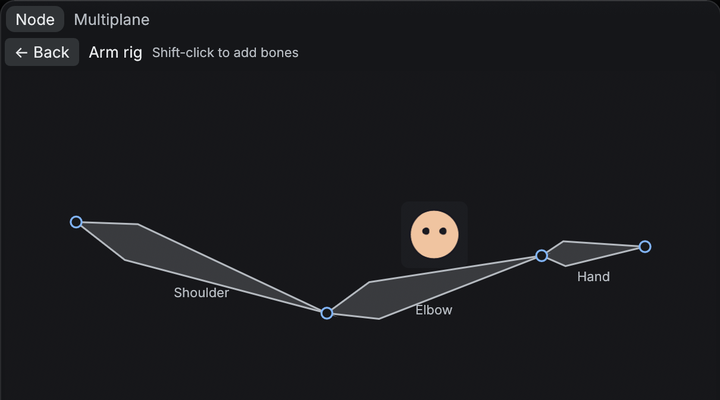 Node Multiplane
← Back Arm rig Shift-click to add bones
Shoulder
Elbow
Hand